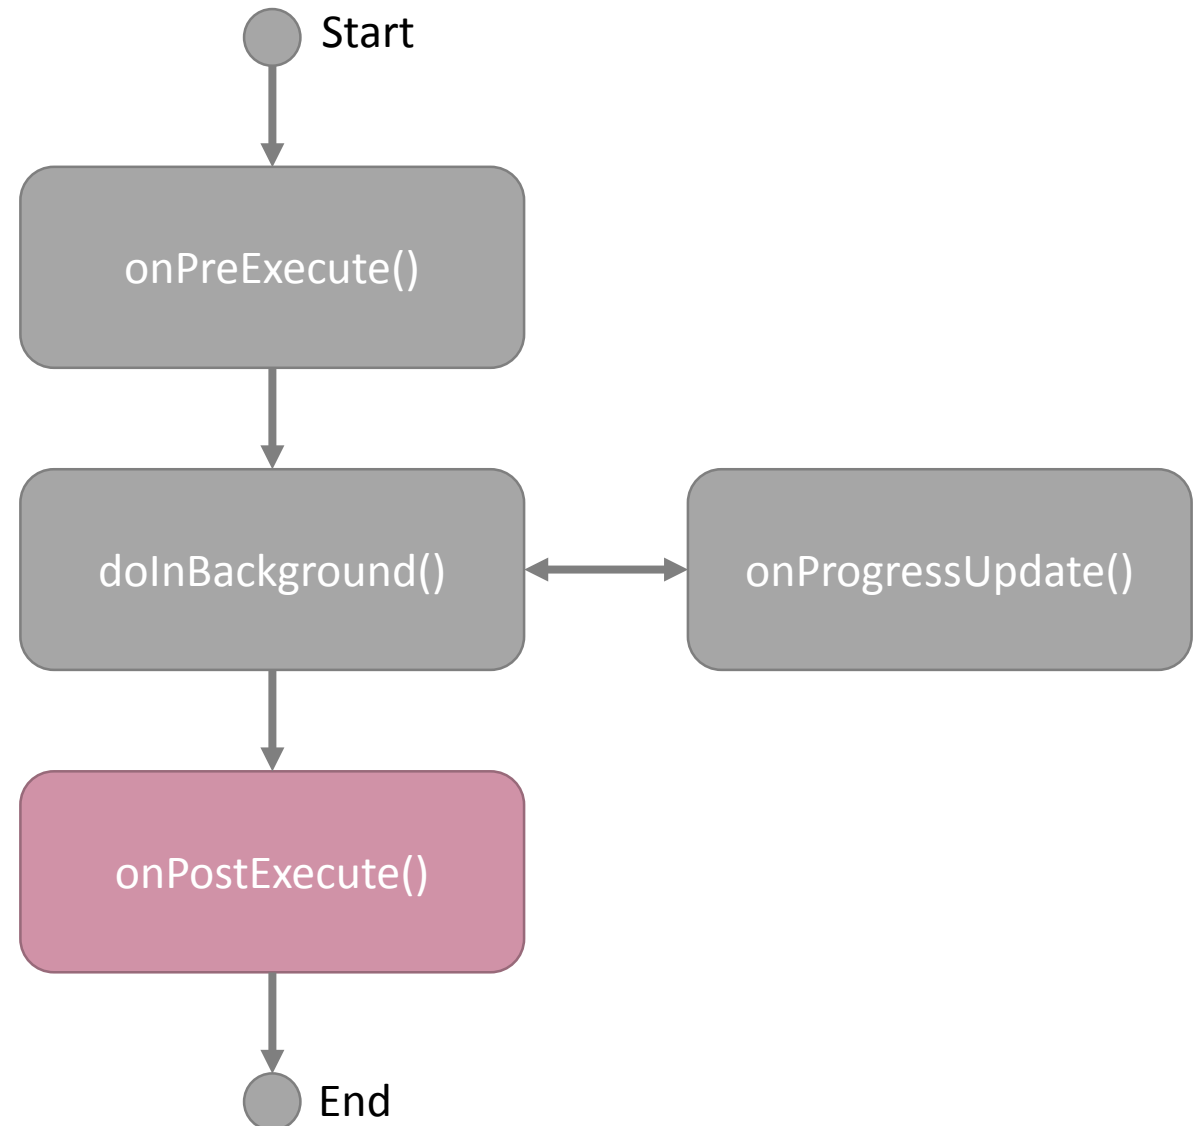 Start
onPreExecute()
doInBackground()
onProgressUpdate()
onPostExecute()
End